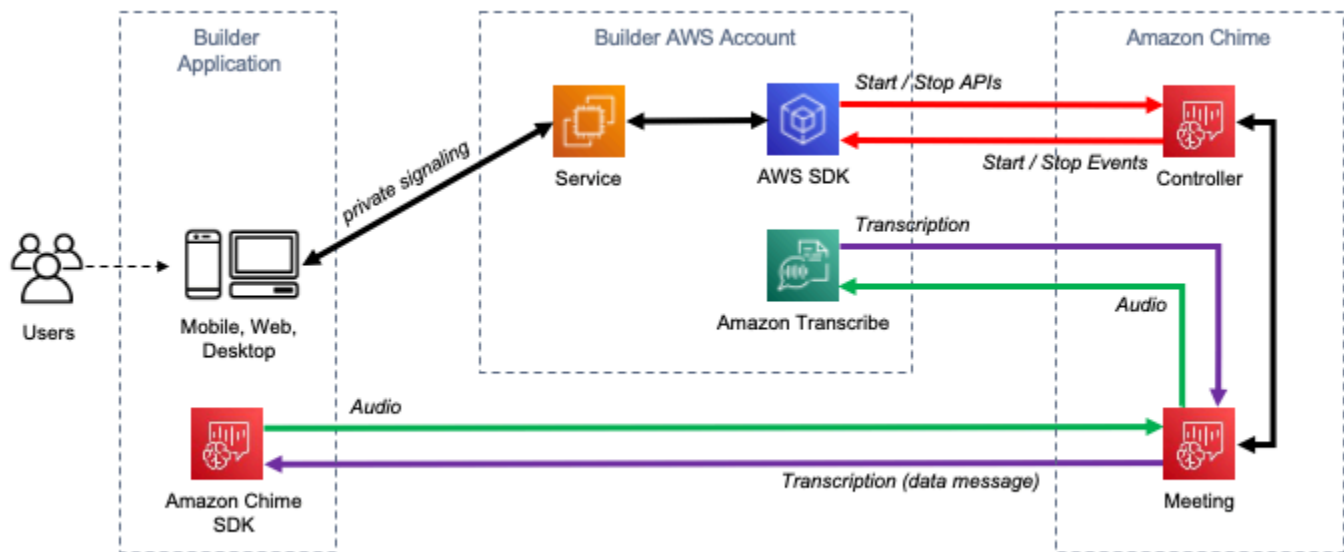 Builder
Application
Builder AWS Account
Amazon Chime
Start / Stop APIs
Start / Stop Events
private signaling
Service
AWS SDK
Controller
Transcription
Audio
Users
Mobile, Web,
Desktop
Amazon Transcribe
Audio
Transcription (data message)
Amazon Chime
SDK
Meeting